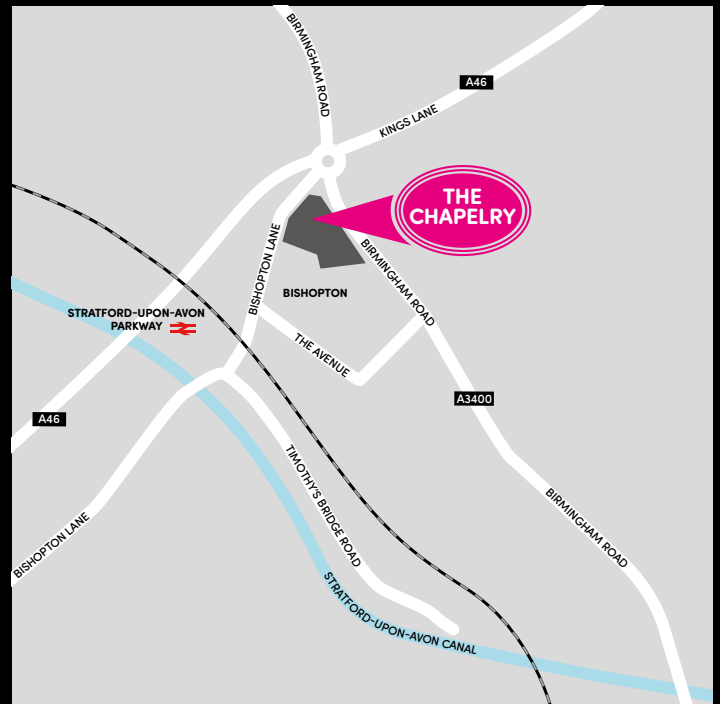 BIRMINGHAM ROAD
A46
KINGS LANE
THE
CHAPELRY
BISHOPTON LANE
BIRMINGHAM ROAD
BISHOPTON
STRATFORD-UPON-AVON
PARKWAY
THE AVENUE
A3400
A46
TIMOTHY'S BRIDGE ROAD
BIRMINGHAM ROAD
BISHOPTON LANE
STRATFORD-UPON-AVON CANAL